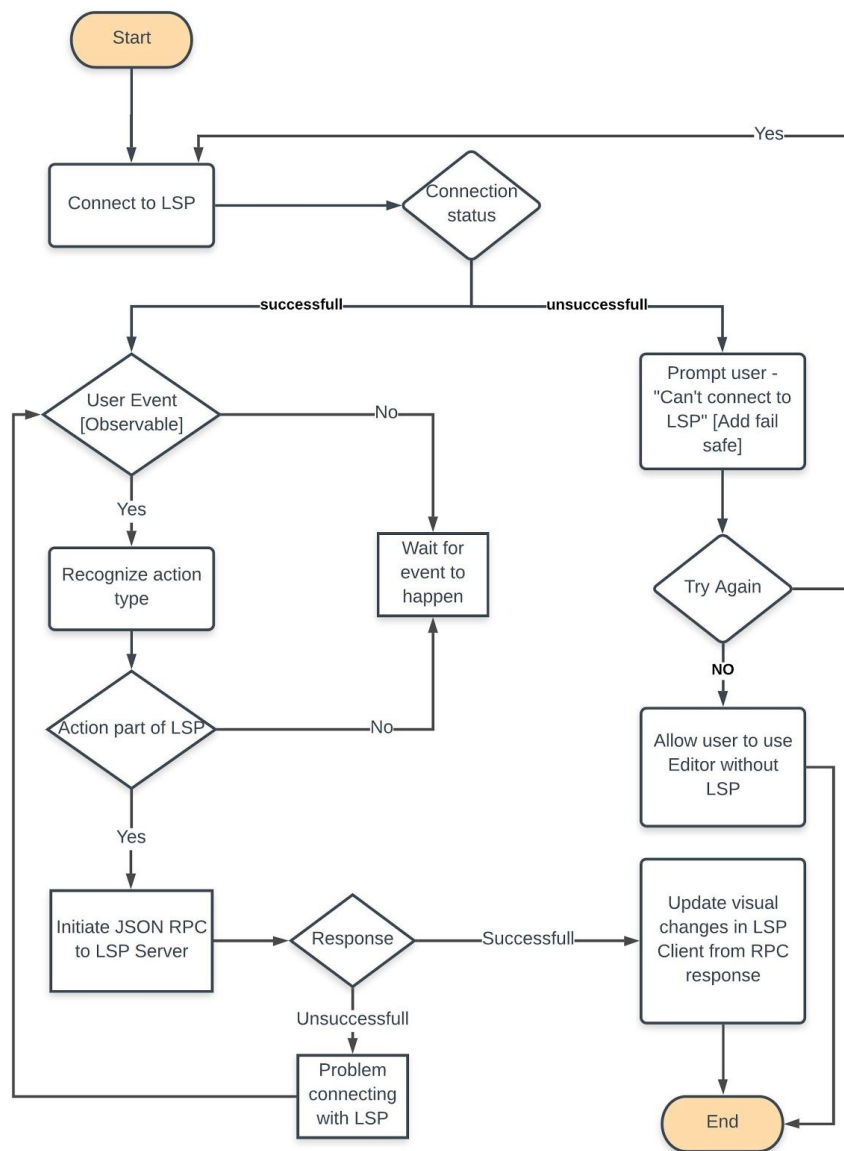 Start
Yes
Connect to LSP
Connection
status
successfull
unsuccessfull
User Event
[Observable]
No
Prompt user -
"Can't connect to
LSP" [Add fail
safe]
Yes
Wait for
event to
happen
Recognize action
type
Try Again
NO
Action part of LSP
No
Allow user to use
Editor without
LSP
Yes
Initiate JSON RPC
to LSP Server
Response
Successfull
Update visual
changes in LSP
Client from RPC
response
Unsuccessfull
Problem
connecting
with LSP
End